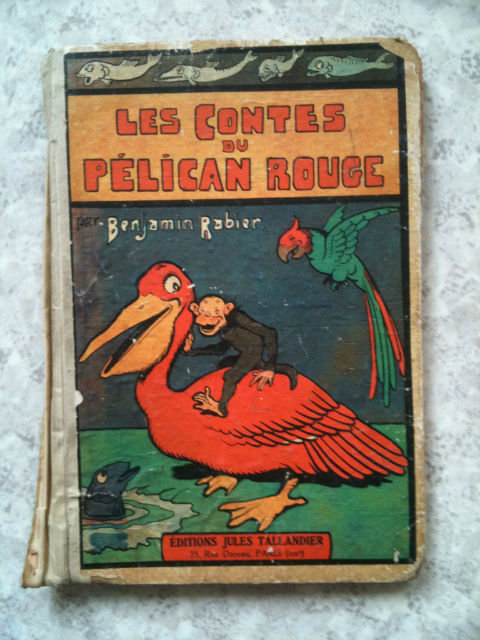 LES CONTES
DU
PÉLICAN ROUGE
par Benjamin Rabier
ÉDITIONS JULES TALLANDIER
75, Rue Dareau, PARIS (XIVᵉ)